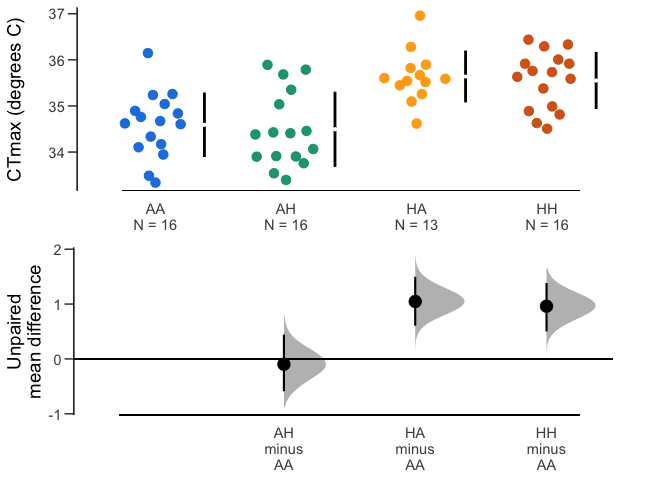 CTmax (degrees C)
37
36
35
34
AA
N = 16
AH
N = 16
HA
N = 13
HH
N = 16
Unpaired
mean difference
2
1
0
-1
AH
minus
AA
HA
minus
AA
HH
minus
AA